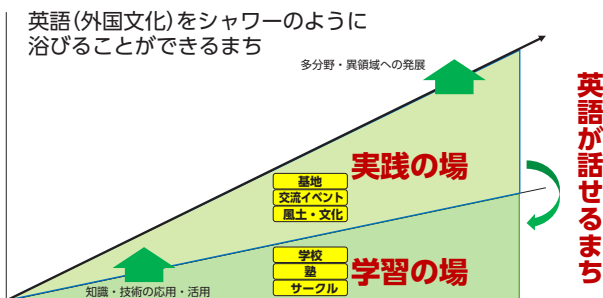 英語(外国文化)をシャワーのように
浴びることができるまち
多分野・異領域への発展
英語が話せるまち
実践の場
基地
交流イベント
風土・文化
学校
塾
サークル
学習の場
知識・技術の応用・活用